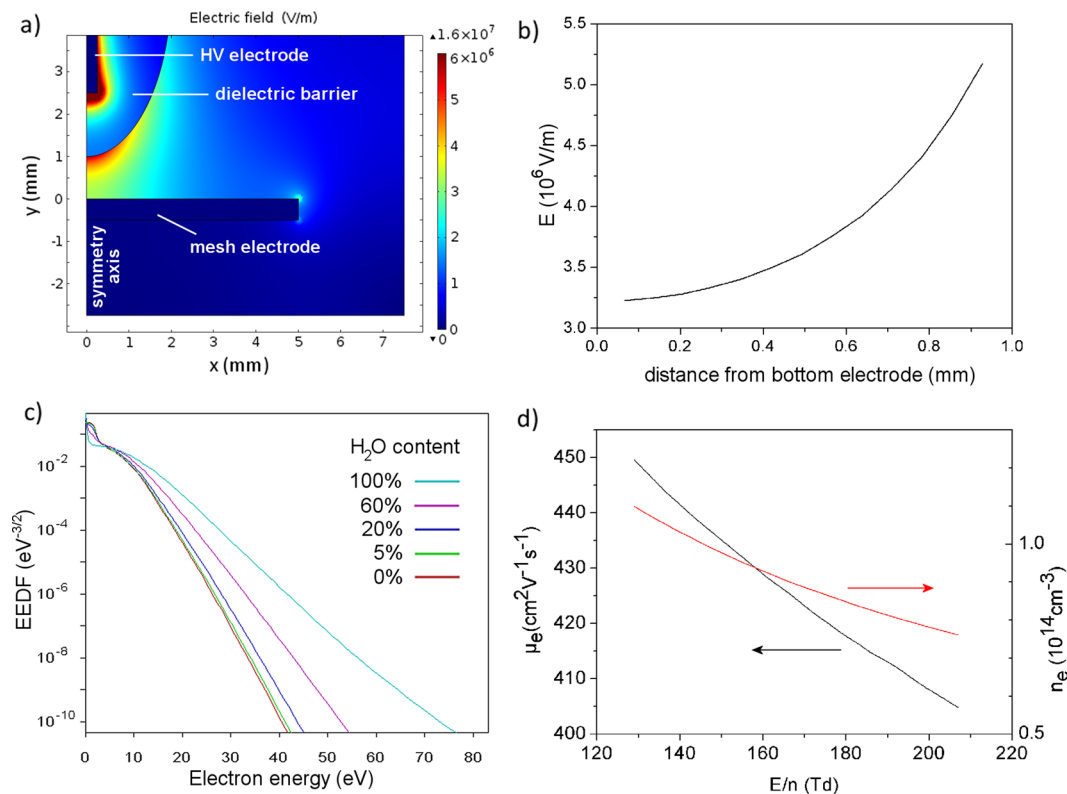 a)
Electric field (V/m)
HV electrode
dielectric barrier
mesh electrode
symmetry
axis
3
2
1
0
-1
-2
y (mm)
0 1 2 3 4 5 6 7
x (mm)
▲1.6×10⁷
6×10⁶
6
5
4
3
2
1
0
▼ 0
b)
5.5
5.0
4.5
4.0
3.5
3.0
E (10⁶ V/m)
0.0 0.2 0.4 0.6 0.8 1.0
distance from bottom electrode (mm)
c)
H₂O content
100%
60%
20%
5%
0%
10⁻²
10⁻⁴
10⁻⁶
10⁻⁸
10⁻¹⁰
EEDF (eV⁻³ᐟ²)
0 10 20 30 40 50 60 70 80
Electron energy (eV)
d)
450
440
430
420
410
400
μₑ(cm²V⁻¹s⁻¹)
1.0
0.5
nₑ (10¹⁴cm⁻³)
120 140 160 180 200 220
E/n (Td)